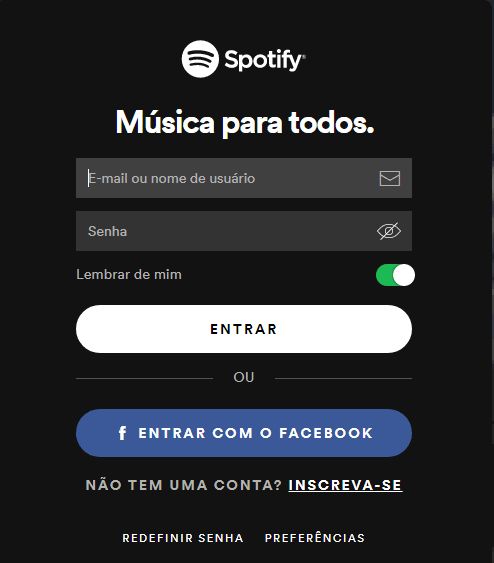 Spotify®
Música para todos.
E-mail ou nome de usuário
Senha
Lembrar de mim
ENTRAR
OU
f ENTRAR COM O FACEBOOK
NÃO TEM UMA CONTA? INSCREVA-SE
REDEFINIR SENHA PREFERÊNCIAS